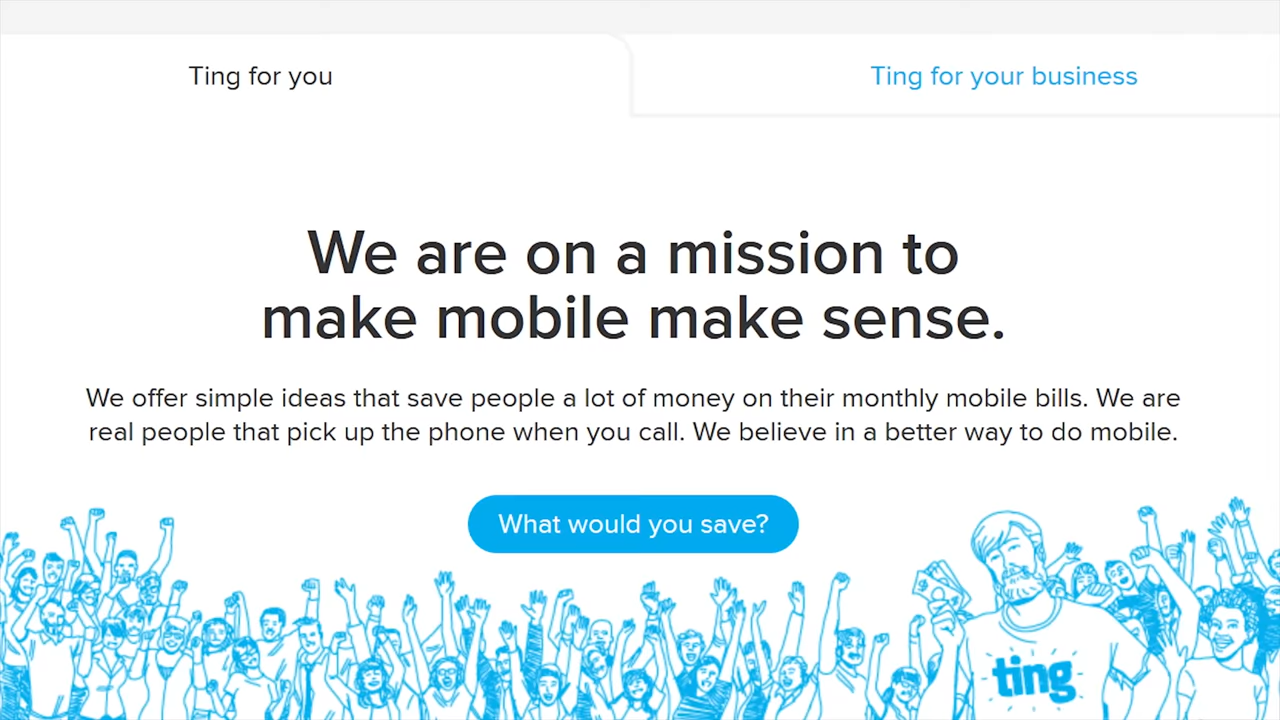 Ting for you
Ting for your business
We are on a mission to
make mobile make sense.
We offer simple ideas that save people a lot of money on their monthly mobile bills. We are
real people that pick up the phone when you call. We believe in a better way to do mobile.
What would you save?
ting